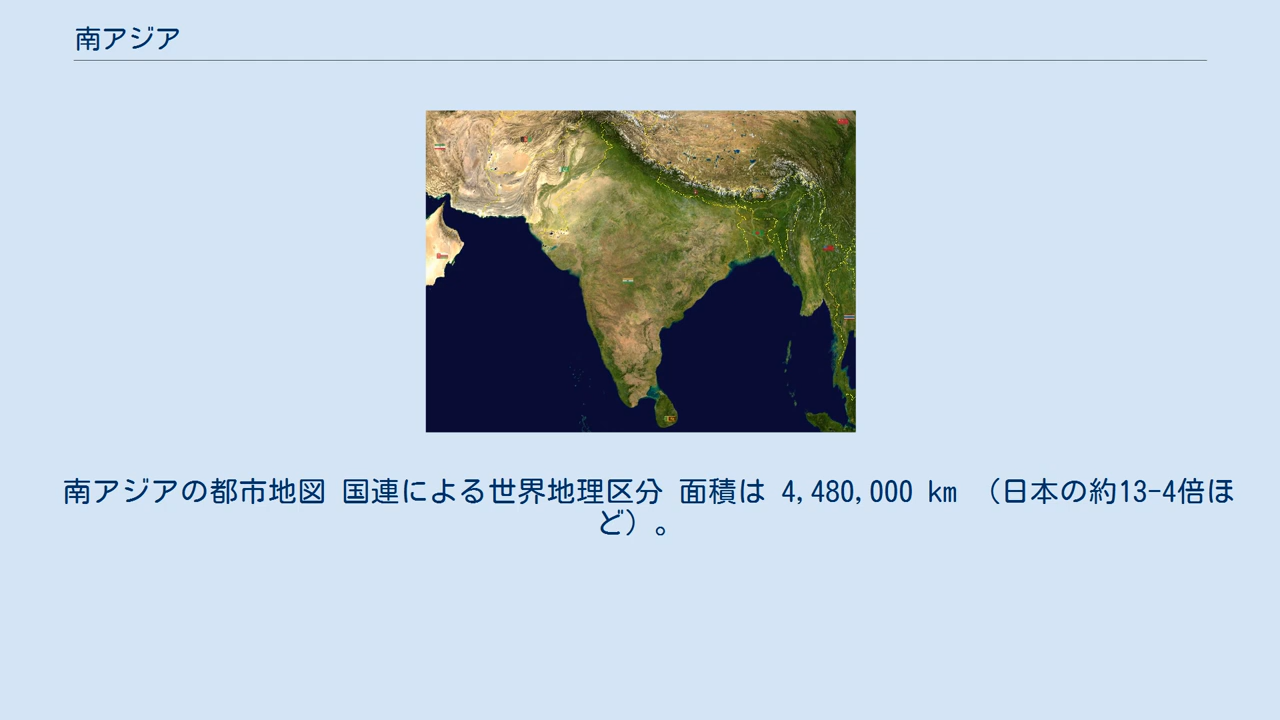 南アジア
南アジアの都市地図 国連による世界地理区分 面積は 4,480,000 km （日本の約13-4倍ほ
ど）。